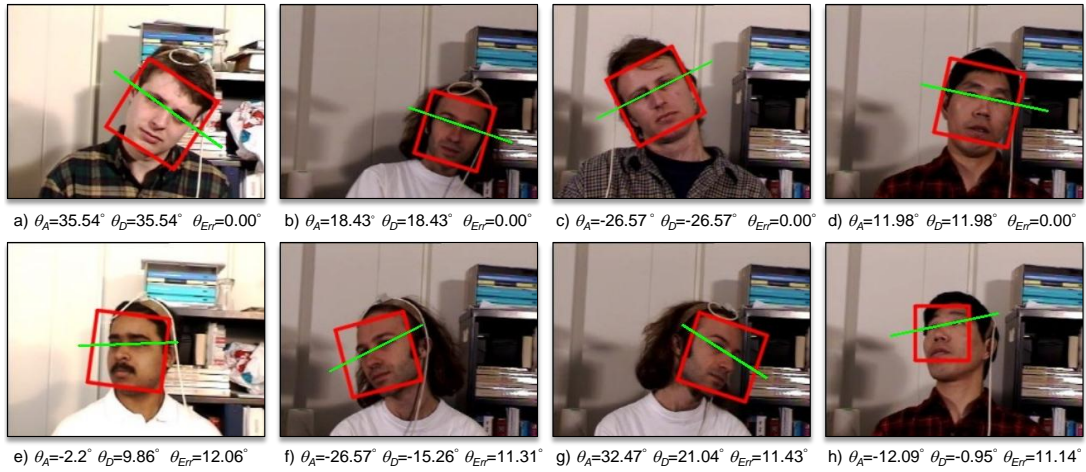 a) θA=35.54° θD=35.54° θErr=0.00°
b) θA=18.43° θD=18.43° θErr=0.00°
c) θA=-26.57° θD=-26.57° θErr=0.00°
d) θA=11.98° θD=11.98° θErr=0.00°
e) θA=-2.2° θD=9.86° θErr=12.06°
f) θA=-26.57° θD=-15.26° θErr=11.31°
g) θA=32.47° θD=21.04° θErr=11.43°
h) θA=-12.09° θD=-0.95° θErr=11.14°